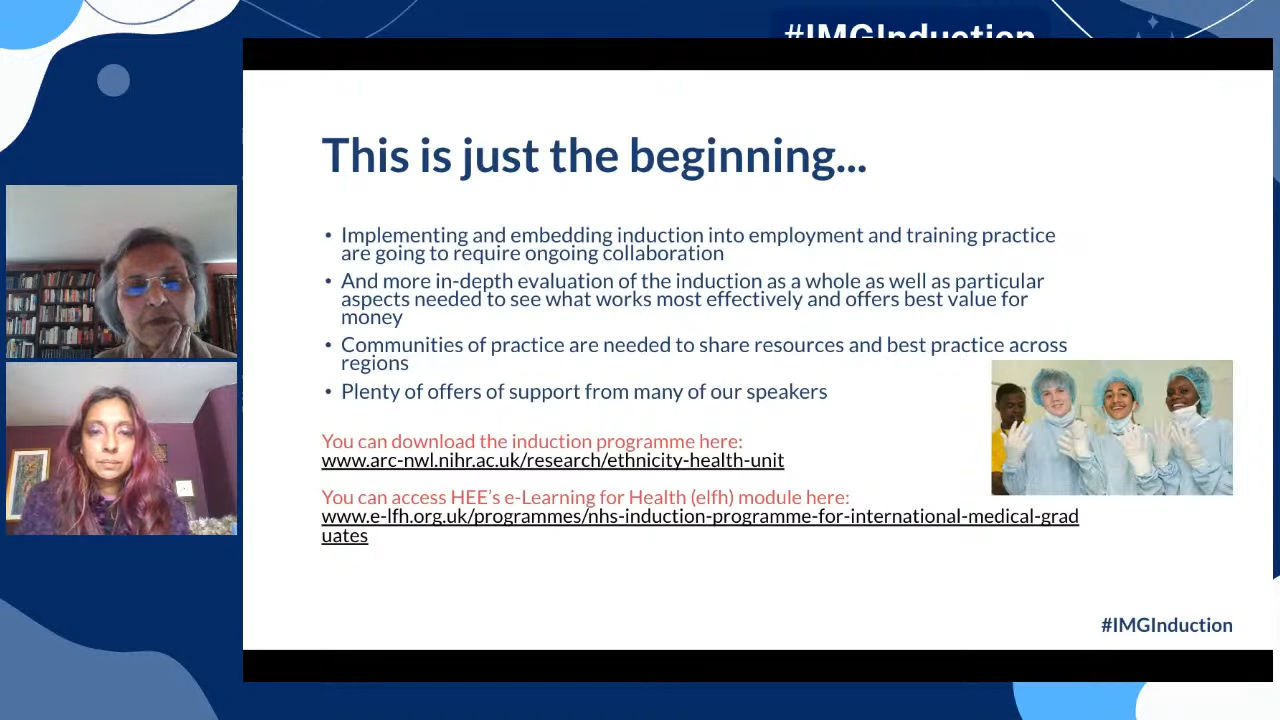 #IMGInduction
This is just the beginning...
• Implementing and embedding induction into employment and training practice
are going to require ongoing collaboration
• And more in-depth evaluation of the induction as a whole as well as particular
aspects needed to see what works most effectively and offers best value for
money
• Communities of practice are needed to share resources and best practice across
regions
• Plenty of offers of support from many of our speakers
You can download the induction programme here:
www.arc-nwl.nihr.ac.uk/research/ethnicity-health-unit
You can access HEE's e-Learning for Health (elfh) module here:
www.e-lfh.org.uk/programmes/nhs-induction-programme-for-international-medical-grad
uates
#IMGInduction